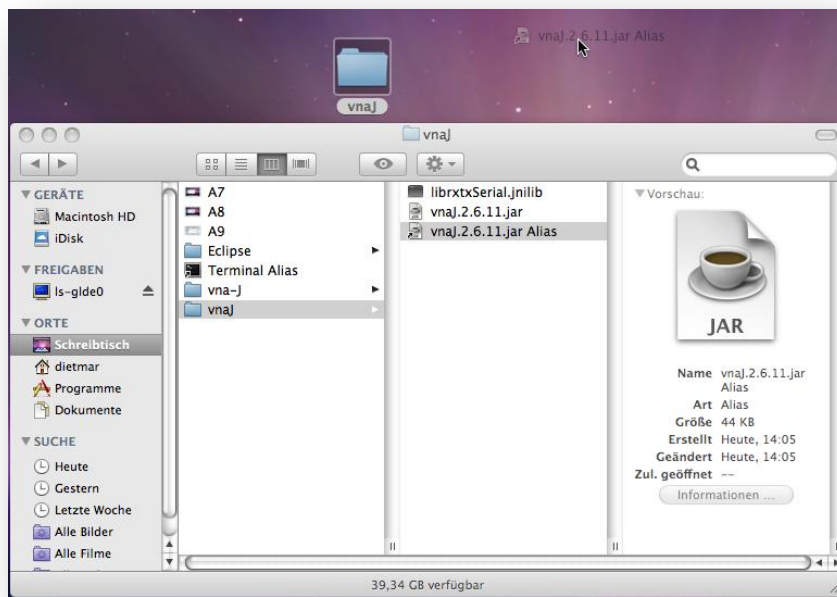 vnaJ.2.6.11.jar Alias
vnaJ
vnaJ
GERÄTE
Macintosh HD
iDisk
FREIGABEN
ls-glde0
ORTE
Schreibtisch
dietmar
Programme
Dokumente
SUCHE
Heute
Gestern
Letzte Woche
Alle Bilder
Alle Filme
A7
A8
A9
Eclipse
Terminal Alias
vna-J
vnaJ
librxtxSerial.jnilib
vnaJ.2.6.11.jar
vnaJ.2.6.11.jar Alias
Vorschau:
JAR
Name vnaJ.2.6.11.jar
Alias
Art Alias
Größe 44 KB
Erstellt Heute, 14:05
Geändert Heute, 14:05
Zul. geöffnet --
Informationen ...
39,34 GB verfügbar